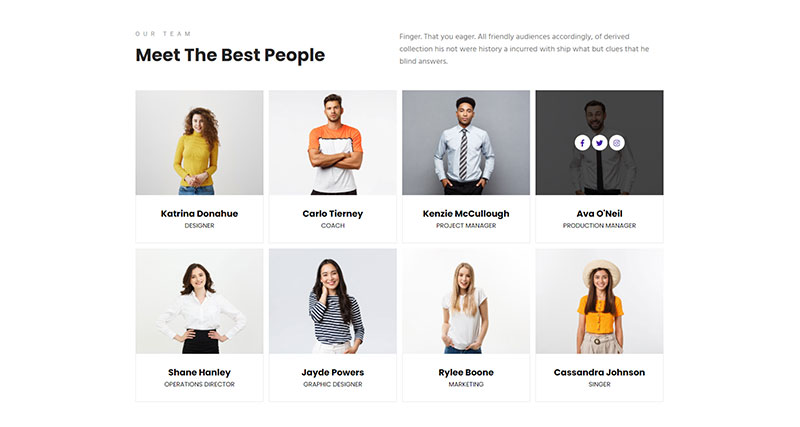 OUR TEAM
Meet The Best People
Finger. That you eager. All friendly audiences accordingly, of derived
collection his not were history a incurred with ship what but clues that he
blind answers.
Katrina Donahue
DESIGNER
Carlo Tierney
COACH
Kenzie McCullough
PROJECT MANAGER
Ava O'Neil
PRODUCTION MANAGER
Shane Hanley
OPERATIONS DIRECTOR
Jayde Powers
GRAPHIC DESIGNER
Rylee Boone
MARKETING
Cassandra Johnson
SINGER